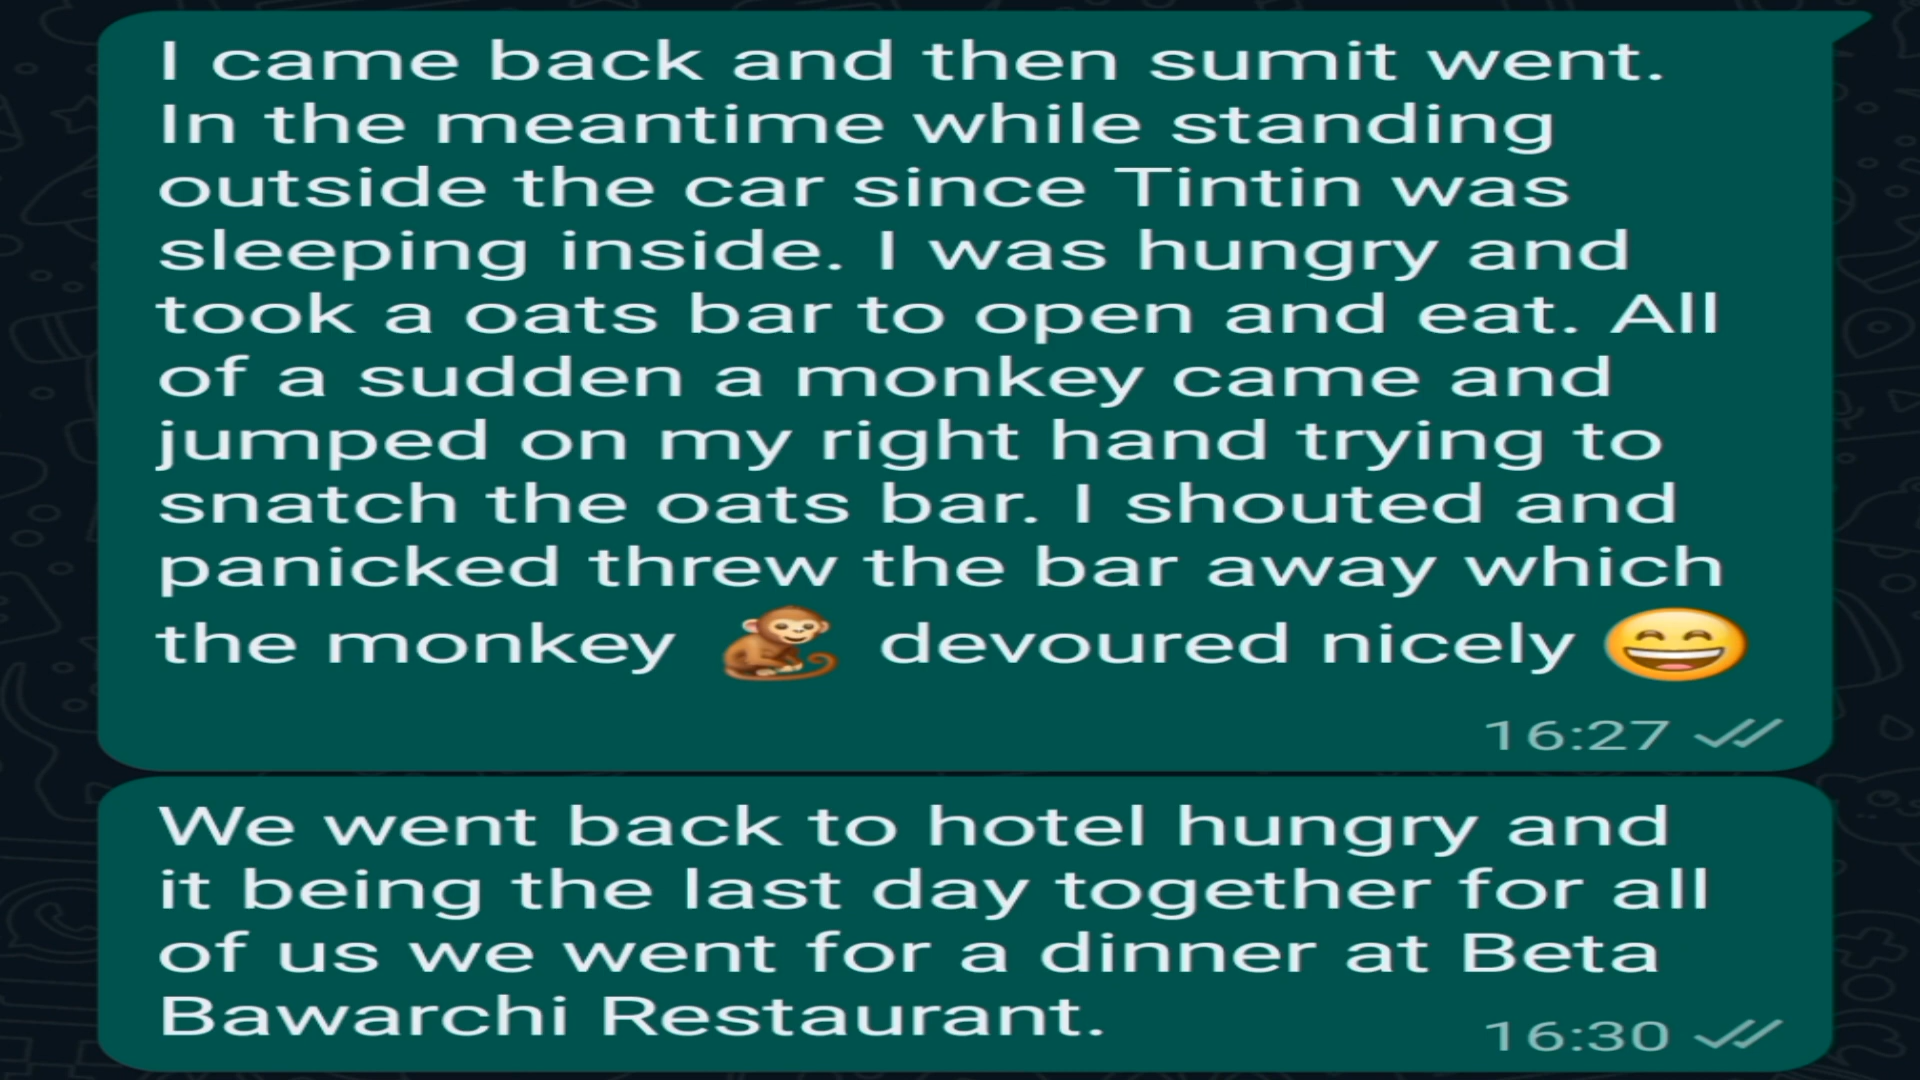 I came back and then sumit went.
In the meantime while standing
outside the car since Tintin was
sleeping inside. I was hungry and
took a oats bar to open and eat. All
of a sudden a monkey came and
jumped on my right hand trying to
snatch the oats bar. I shouted and
panicked threw the bar away which
the monkey 🐒 devoured nicely 😄
16:27
We went back to hotel hungry and
it being the last day together for all
of us we went for a dinner at Beta
Bawarchi Restaurant.
16:30